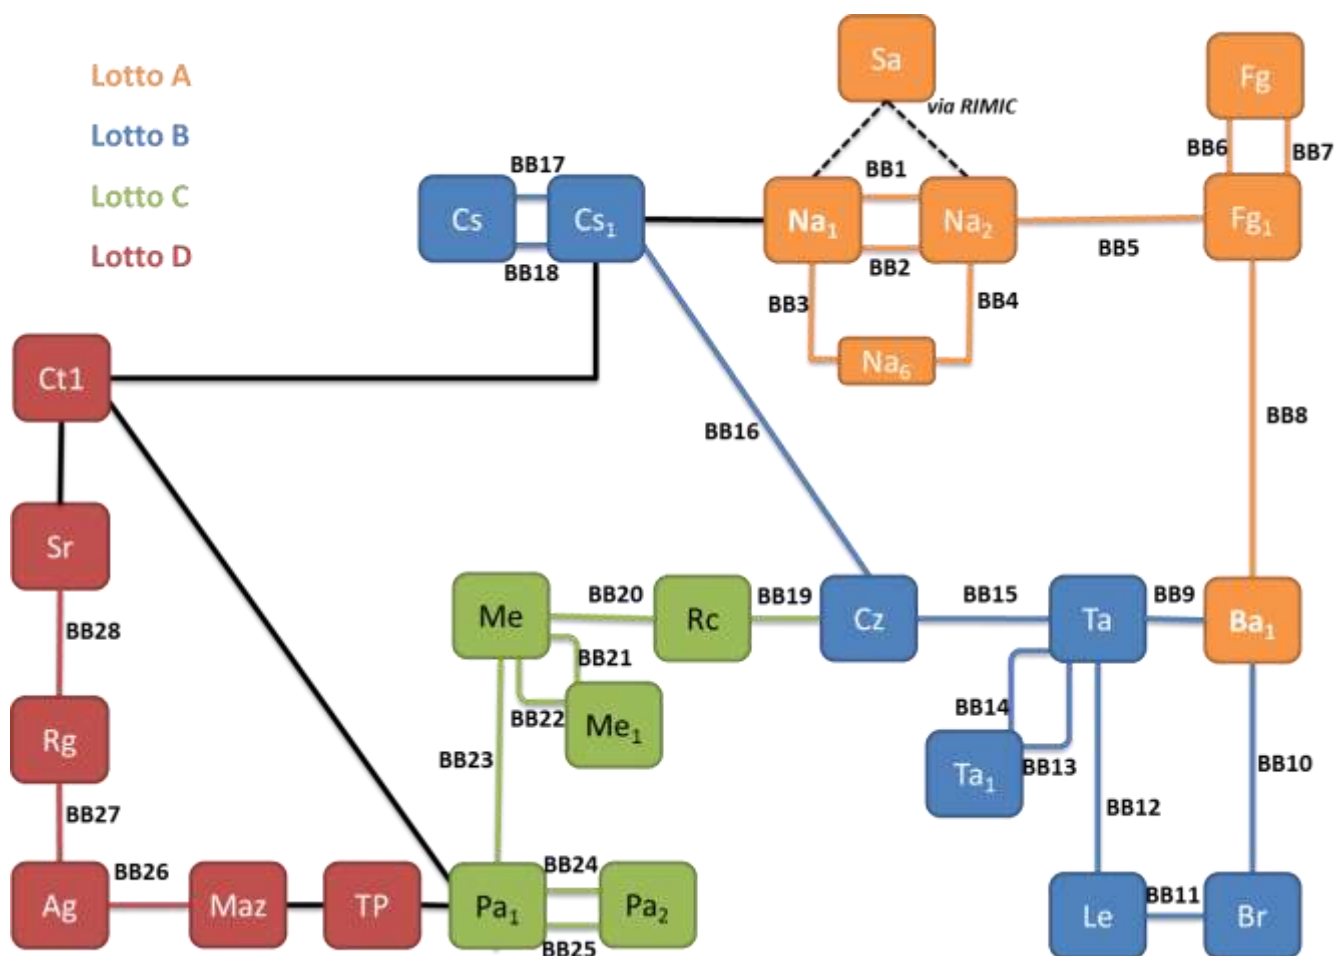 Lotto A
Lotto B
Lotto C
Lotto D
Sa
via RIMIC
Fg
BB6
BB7
BB17
BB1
Cs
Cs₁
Na₁
Na₂
Fg₁
BB18
BB2
BB5
BB3
BB4
Na₆
Ct1
BB16
BB8
Sr
BB28
Me
BB20
Rc
BB19
Cz
BB15
Ta
BB9
Ba₁
BB21
BB22
Me₁
BB14
Ta₁
BB13
Rg
BB23
BB10
BB27
BB12
BB26
Ag
Maz
TP
Pa₁
BB24
Pa₂
BB25
Le
BB11
Br